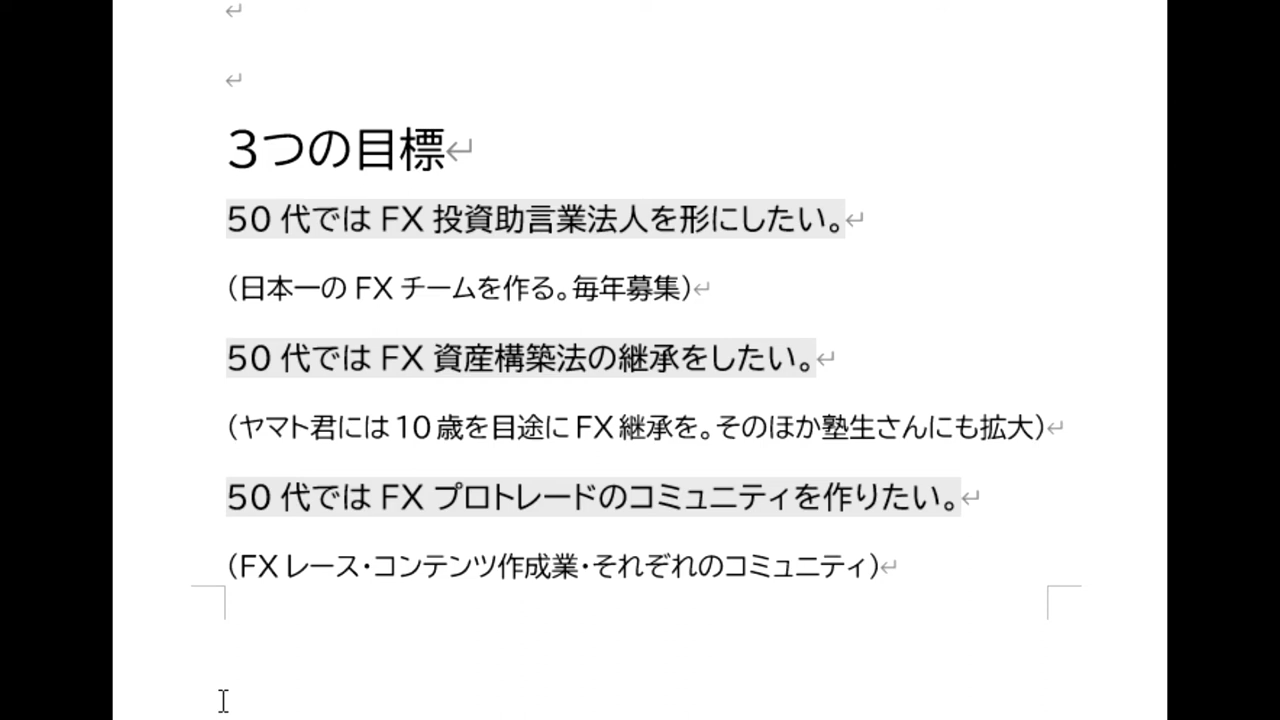 3つの目標
50代ではFX投資助言業法人を形にしたい。
（日本一のFXチームを作る。毎年募集）
50代ではFX資産構築法の継承をしたい。
（ヤマト君には10歳を目途にFX継承を。そのほか塾生さんにも拡大）
50代ではFXプロトレードのコミュニティを作りたい。
（FXレース・コンテンツ作成業・それぞれのコミュニティ）